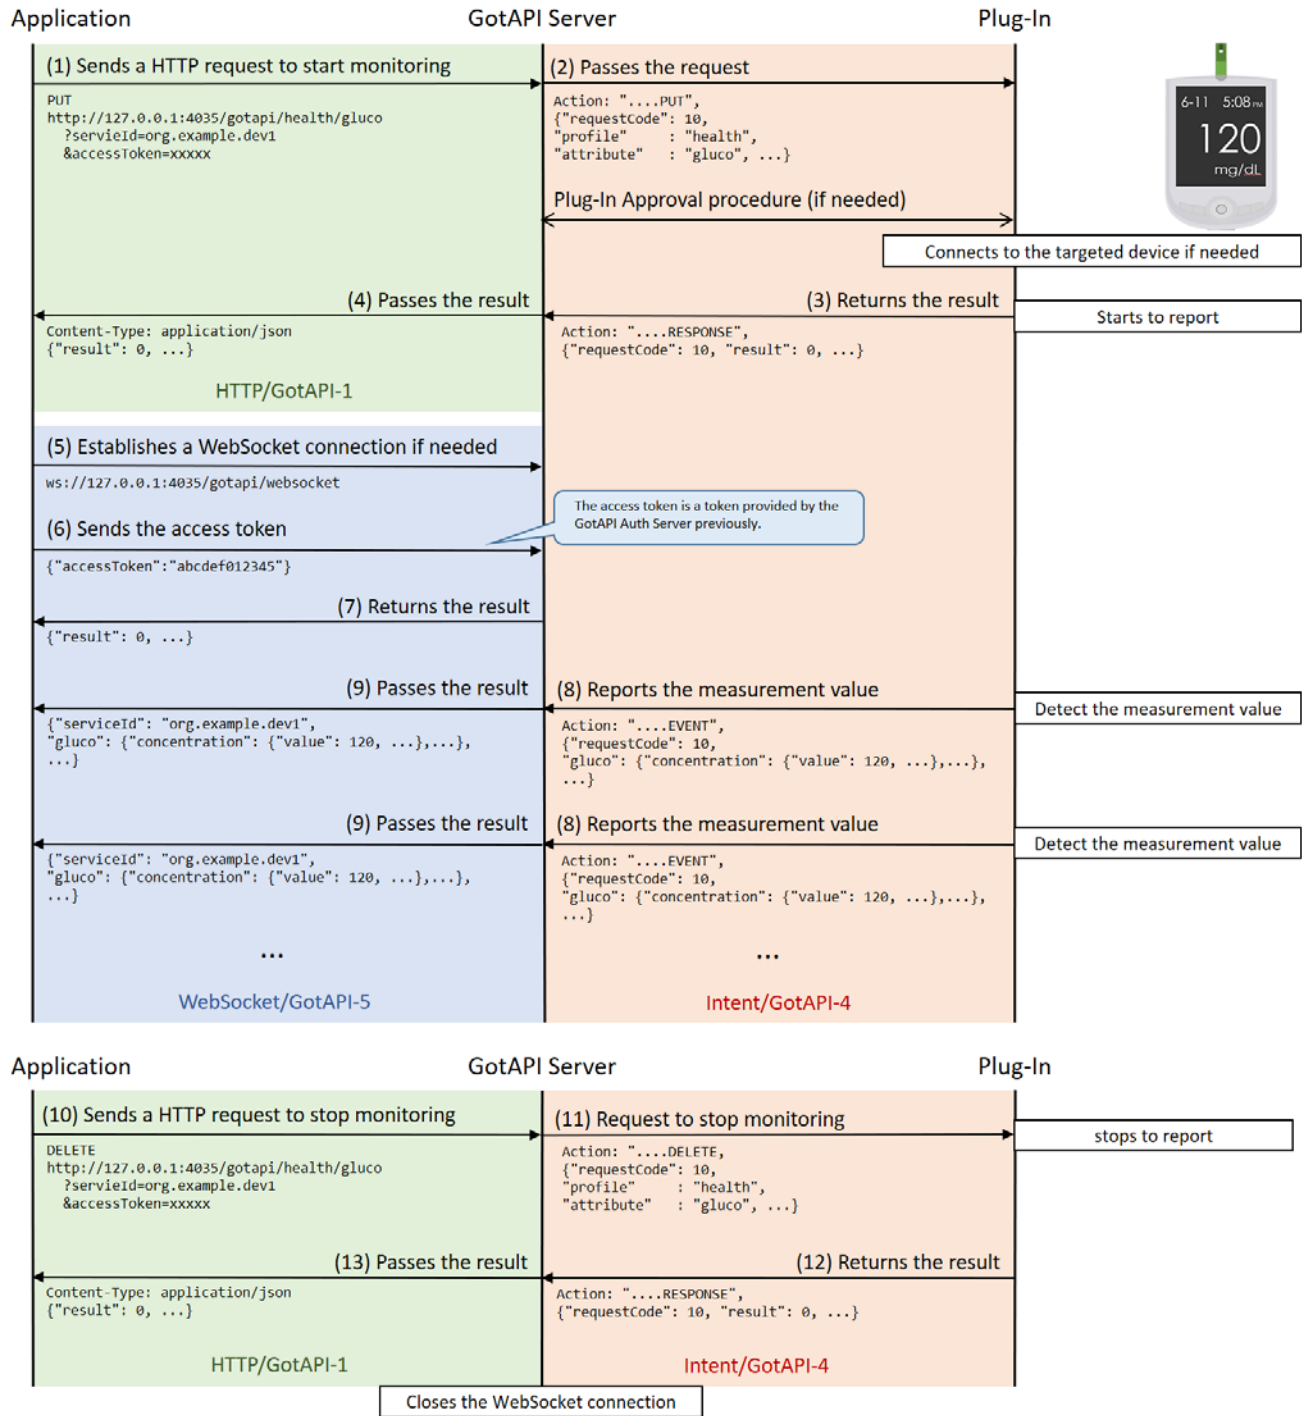 Application GotAPI Server Plug-In
(1) Sends a HTTP request to start monitoring
PUT
http://127.0.0.1:4035/gotapi/health/gluco
?servieId=org.example.dev1
&accessToken=xxxxx
(2) Passes the request
Action: "....PUT",
{"requestCode": 10,
"profile" : "health",
"attribute" : "gluco", ...}
6-11 5:08 PM
120
mg/dL
Plug-In Approval procedure (if needed)
Connects to the targeted device if needed
(4) Passes the result
Content-Type: application/json
{"result": 0, ...}
(3) Returns the result
Action: "....RESPONSE",
{"requestCode": 10, "result": 0, ...}
Starts to report
HTTP/GotAPI-1
(5) Establishes a WebSocket connection if needed
ws://127.0.0.1:4035/gotapi/websocket
The access token is a token provided by the
GotAPI Auth Server previously.
(6) Sends the access token
{"accessToken":"abcdef012345"}
(7) Returns the result
{"result": 0, ...}
(9) Passes the result
{"serviceId": "org.example.dev1",
"gluco": {"concentration": {"value": 120, ...},...},
...}
(8) Reports the measurement value
Action: "....EVENT",
{"requestCode": 10,
"gluco": {"concentration": {"value": 120, ...},...},
...}
Detect the measurement value
(9) Passes the result
{"serviceId": "org.example.dev1",
"gluco": {"concentration": {"value": 120, ...},...},
...}
(8) Reports the measurement value
Action: "....EVENT",
{"requestCode": 10,
"gluco": {"concentration": {"value": 120, ...},...},
...}
Detect the measurement value
... ...
WebSocket/GotAPI-5 Intent/GotAPI-4
Application GotAPI Server Plug-In
(10) Sends a HTTP request to stop monitoring
DELETE
http://127.0.0.1:4035/gotapi/health/gluco
?servieId=org.example.dev1
&accessToken=xxxxx
(11) Request to stop monitoring
Action: "....DELETE,
{"requestCode": 10,
"profile" : "health",
"attribute" : "gluco", ...}
stops to report
(13) Passes the result
Content-Type: application/json
{"result": 0, ...}
(12) Returns the result
Action: "....RESPONSE",
{"requestCode": 10, "result": 0, ...}
HTTP/GotAPI-1 Intent/GotAPI-4
Closes the WebSocket connection